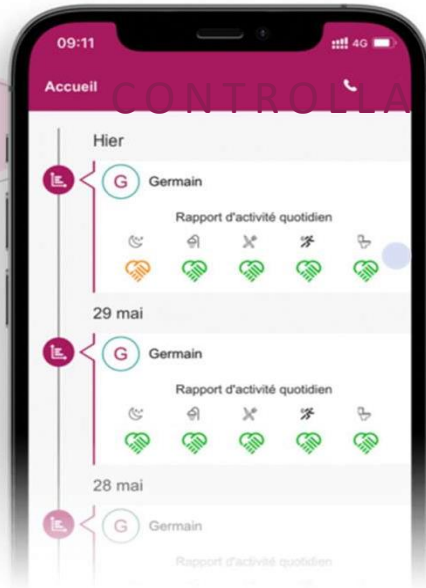 09:11
4G
Accueil
CONTROLLA
Hier
G Germain
Rapport d'activité quotidien
29 mai
G Germain
Rapport d'activité quotidien
28 mai
G Germain
Rapport d'activité quotidien